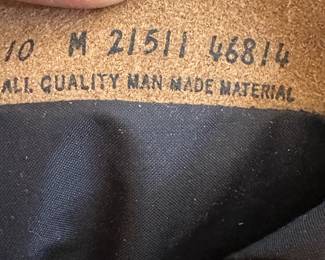 10 M 21511 46814
ALL QUALITY MAN MADE MATERIAL